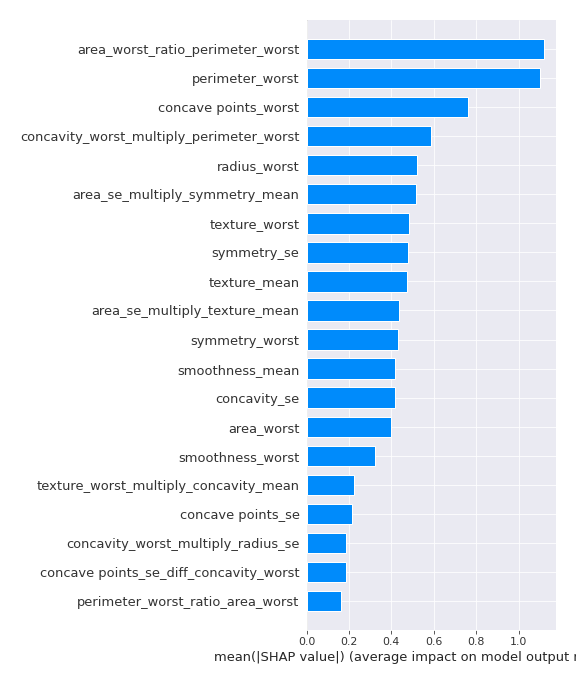 area_worst_ratio_perimeter_worst
perimeter_worst
concave points_worst
concavity_worst_multiply_perimeter_worst
radius_worst
area_se_multiply_symmetry_mean
texture_worst
symmetry_se
texture_mean
area_se_multiply_texture_mean
symmetry_worst
smoothness_mean
concavity_se
area_worst
smoothness_worst
texture_worst_multiply_concavity_mean
concave points_se
concavity_worst_multiply_radius_se
concave points_se_diff_concavity_worst
perimeter_worst_ratio_area_worst
0.0 0.2 0.4 0.6 0.8 1.0
mean(|SHAP value|) (average impact on model output